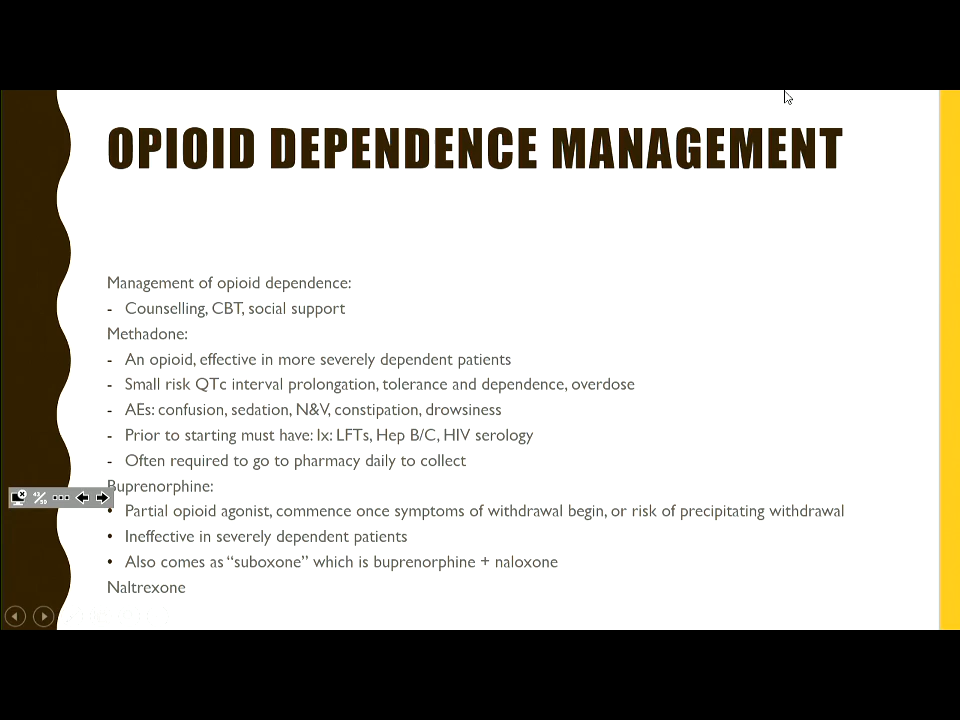 OPIOID DEPENDENCE MANAGEMENT
Management of opioid dependence:
- Counselling, CBT, social support
Methadone:
- An opioid, effective in more severely dependent patients
- Small risk QTc interval prolongation, tolerance and dependence, overdose
- AEs: confusion, sedation, N&V, constipation, drowsiness
- Prior to starting must have: Ix: LFTs, Hep B/C, HIV serology
- Often required to go to pharmacy daily to collect
Buprenorphine:
43/59
• Partial opioid agonist, commence once symptoms of withdrawal begin, or risk of precipitating withdrawal
• Ineffective in severely dependent patients
• Also comes as “suboxone” which is buprenorphine + naloxone
Naltrexone